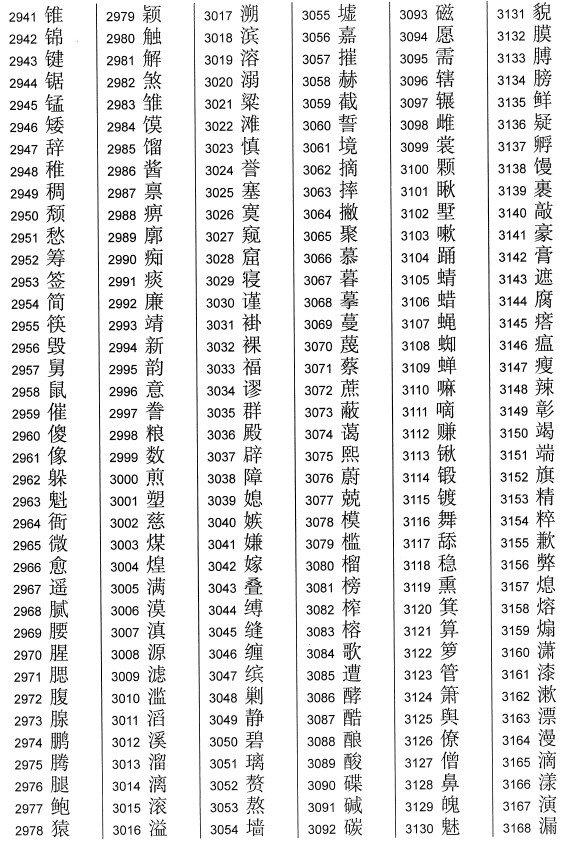 2941 锥
2942 锦
2943 键
2944 锯
2945 锰
2946 矮
2947 辞
2948 稚
2949 稠
2950 颓
2951 愁
2952 筹
2953 签
2954 简
2955 筷
2956 毁
2957 舅
2958 鼠
2959 催
2960 傻
2961 像
2962 躲
2963 魁
2964 衙
2965 微
2966 愈
2967 遥
2968 腻
2969 腰
2970 腥
2971 腮
2972 腹
2973 腺
2974 鹏
2975 腾
2976 腿
2977 鲍
2978 猿
2979 颖
2980 触
2981 解
2982 煞
2983 雏
2984 馍
2985 馏
2986 酱
2987 禀
2988 痹
2989 廓
2990 痴
2991 痰
2992 廉
2993 靖
2994 新
2995 韵
2996 意
2997 誊
2998 粮
2999 数
3000 煎
3001 塑
3002 慈
3003 煤
3004 煌
3005 满
3006 漠
3007 滇
3008 源
3009 滤
3010 滥
3011 滔
3012 溪
3013 溜
3014 漓
3015 滚
3016 溢
3017 溯
3018 滨
3019 溶
3020 溺
3021 粱
3022 滩
3023 慎
3024 誉
3025 塞
3026 寞
3027 窥
3028 窟
3029 寝
3030 谨
3031 褂
3032 裸
3033 福
3034 谬
3035 群
3036 殿
3037 辟
3038 障
3039 媳
3040 嫉
3041 嫌
3042 嫁
3043 叠
3044 缚
3045 缝
3046 缠
3047 缤
3048 剿
3049 静
3050 碧
3051 璃
3052 赘
3053 熬
3054 墙
3055 墟
3056 嘉
3057 摧
3058 赫
3059 截
3060 誓
3061 境
3062 摘
3063 摔
3064 撇
3065 聚
3066 慕
3067 暮
3068 摹
3069 蔓
3070 蔑
3071 蔡
3072 蔗
3073 蔽
3074 蔼
3075 熙
3076 蔚
3077 兢
3078 模
3079 槛
3080 榴
3081 榜
3082 榨
3083 榕
3084 歌
3085 遭
3086 酵
3087 酷
3088 酿
3089 酸
3090 碟
3091 碱
3092 碳
3093 磁
3094 愿
3095 需
3096 辖
3097 辗
3098 雌
3099 裳
3100 颗
3101 瞅
3102 墅
3103 嗽
3104 踊
3105 蜻
3106 蜡
3107 蝇
3108 蜘
3109 蝉
3110 嘛
3111 嘀
3112 赚
3113 锹
3114 锻
3115 镀
3116 舞
3117 舔
3118 稳
3119 熏
3120 箕
3121 算
3122 箩
3123 管
3124 箫
3125 舆
3126 僚
3127 僧
3128 鼻
3129 魄
3130 魅
3131 貌
3132 膜
3133 膊
3134 膀
3135 鲜
3136 疑
3137 孵
3138 馒
3139 裹
3140 敲
3141 豪
3142 膏
3143 遮
3144 腐
3145 瘩
3146 瘟
3147 瘦
3148 辣
3149 彰
3150 竭
3151 端
3152 旗
3153 精
3154 粹
3155 歉
3156 弊
3157 熄
3158 熔
3159 煽
3160 潇
3161 漆
3162 漱
3163 漂
3164 漫
3165 滴
3166 漾
3167 演
3168 漏